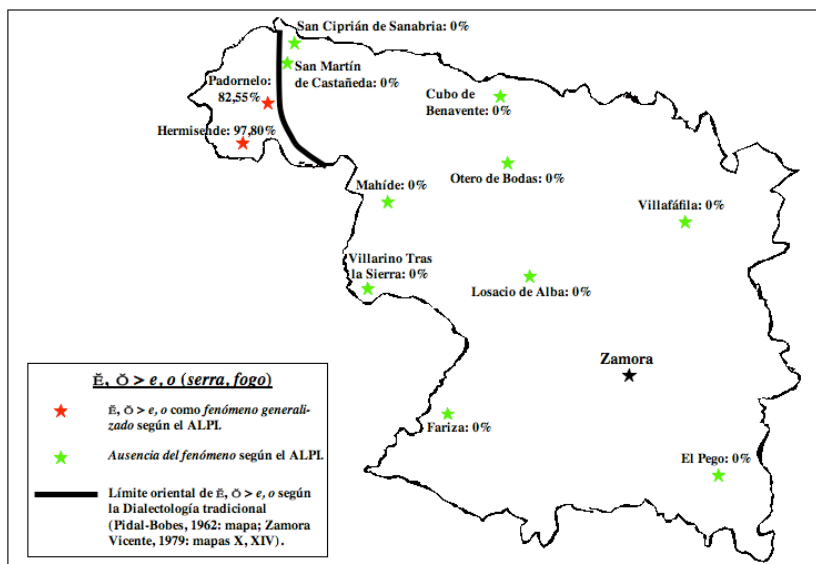 San Ciprián de Sanabria: 0%
San Martín
de Castañeda: 0%
Padornelo:
82,55%
Cubo de
Benavente: 0%
Hermisende: 97,80%
Otero de Bodas: 0%
Mahíde: 0%
Villafáfila: 0%
Villarino Tras
la Sierra: 0%
Losacio de Alba: 0%
Zamora
Fariza: 0%
El Pego: 0%
Ĕ, Ŏ > e, o (serra, fogo)
Ĕ, Ŏ > e, o como fenómeno generali-
zado según el ALPI.
Ausencia del fenómeno según el ALPI.
Límite oriental de Ĕ, Ŏ > e, o según
la Dialectología tradicional
(Pidal-Bobes, 1962: mapa; Zamora
Vicente, 1979: mapas X, XIV).